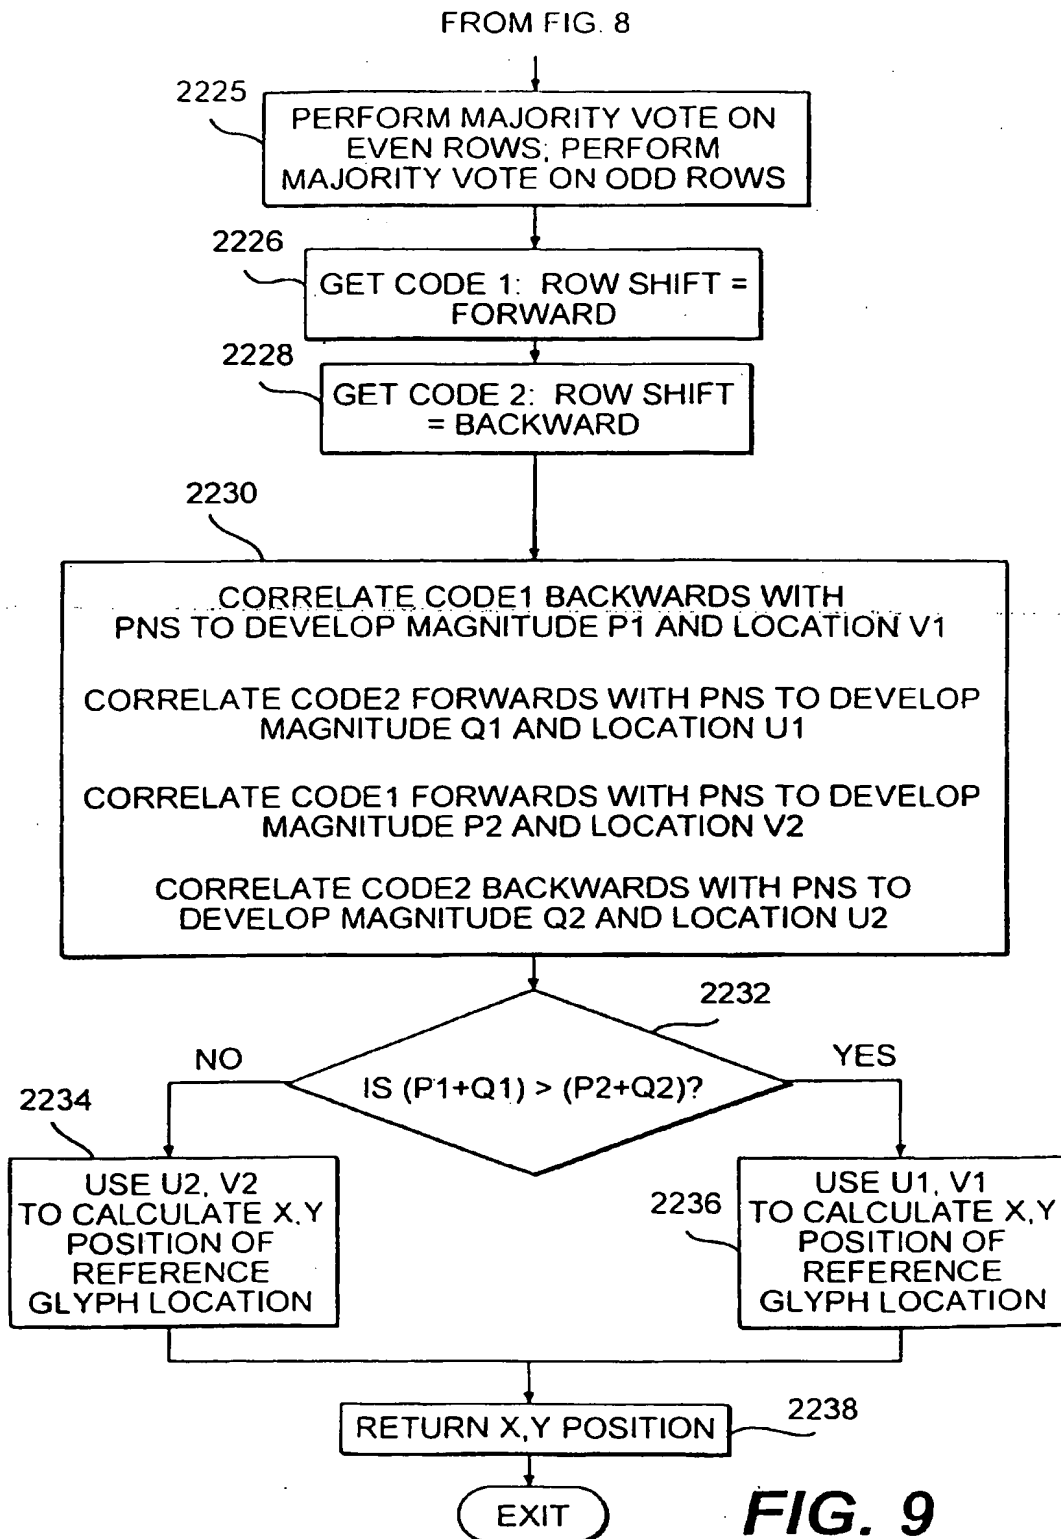 FROM FIG. 8
2225
PERFORM MAJORITY VOTE ON
EVEN ROWS; PERFORM
MAJORITY VOTE ON ODD ROWS
2226
GET CODE 1: ROW SHIFT =
FORWARD
2228
GET CODE 2: ROW SHIFT
= BACKWARD
2230
CORRELATE CODE1 BACKWARDS WITH
PNS TO DEVELOP MAGNITUDE P1 AND LOCATION V1
CORRELATE CODE2 FORWARDS WITH PNS TO DEVELOP
MAGNITUDE Q1 AND LOCATION U1
CORRELATE CODE1 FORWARDS WITH PNS TO DEVELOP
MAGNITUDE P2 AND LOCATION V2
CORRELATE CODE2 BACKWARDS WITH PNS TO
DEVELOP MAGNITUDE Q2 AND LOCATION U2
2232
NO
YES
IS (P1+Q1) > (P2+Q2)?
2234
USE U2, V2
TO CALCULATE X,Y
POSITION OF
REFERENCE
GLYPH LOCATION
2236
USE U1, V1
TO CALCULATE X,Y
POSITION OF
REFERENCE
GLYPH LOCATION
RETURN X,Y POSITION
2238
EXIT
FIG. 9